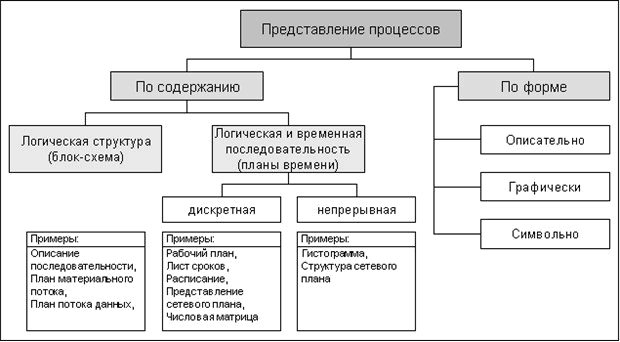 Представление процессов
По содержанию
По форме
Логическая структура
(блок-схема)
Логическая и временная
последовательность
(планы времени)
Описательно
Графически
Символьно
дискретная
непрерывная
Примеры:
Описание
последовательности,
План материального
потока,
План потока данных,
Примеры:
Рабочий план,
Лист сроков,
Расписание,
Представление
сетевого плана,
Числовая матрица
Примеры:
Гистограмма,
Структура сетевого
плана